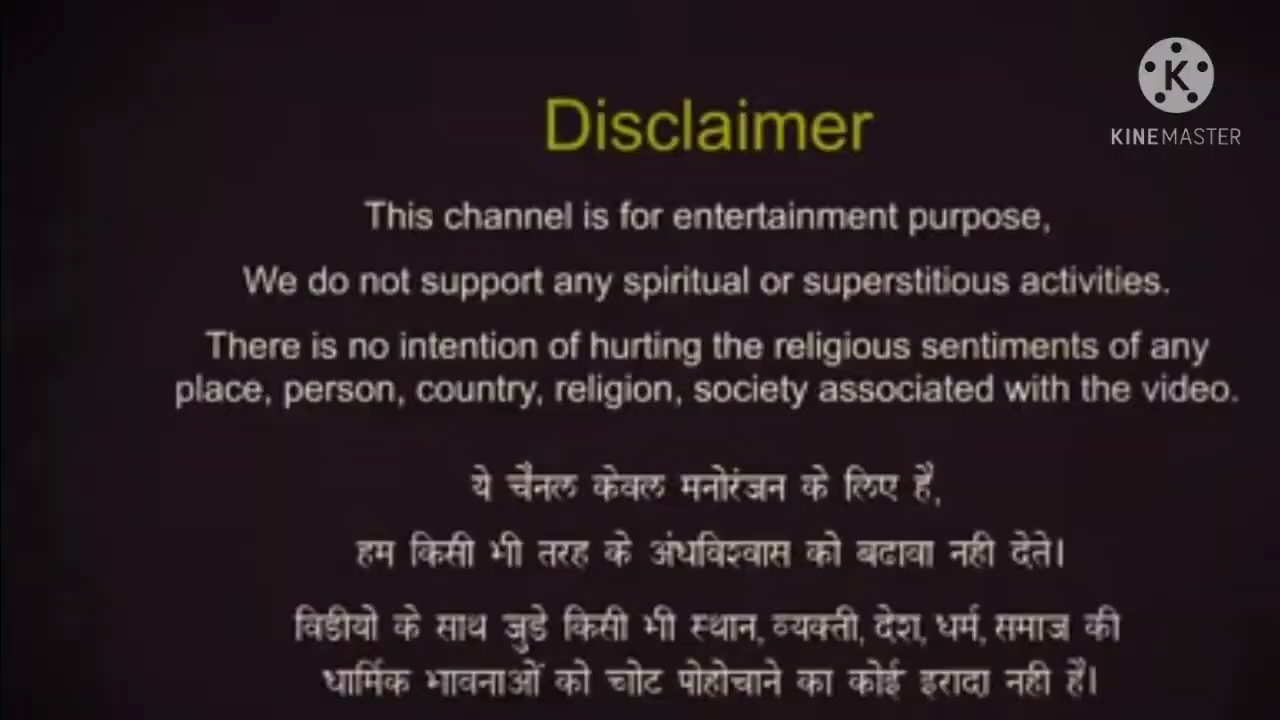 Disclaimer
K
KINEMASTER
This channel is for entertainment purpose,
We do not support any spiritual or superstitious activities.
There is no intention of hurting the religious sentiments of any
place, person, country, religion, society associated with the video.
ये चैनल केवल मनोरंजन के लिए हैं,
हम किसी भी तरह के अंधविश्वास को बढावा नही देते।
विडीयो के साथ जुडे किसी भी स्थान, व्यक्ती, देश, धर्म, समाज की
धार्मिक भावनाओं को चोट पोहोचाने का कोई इरादा नही हैं।